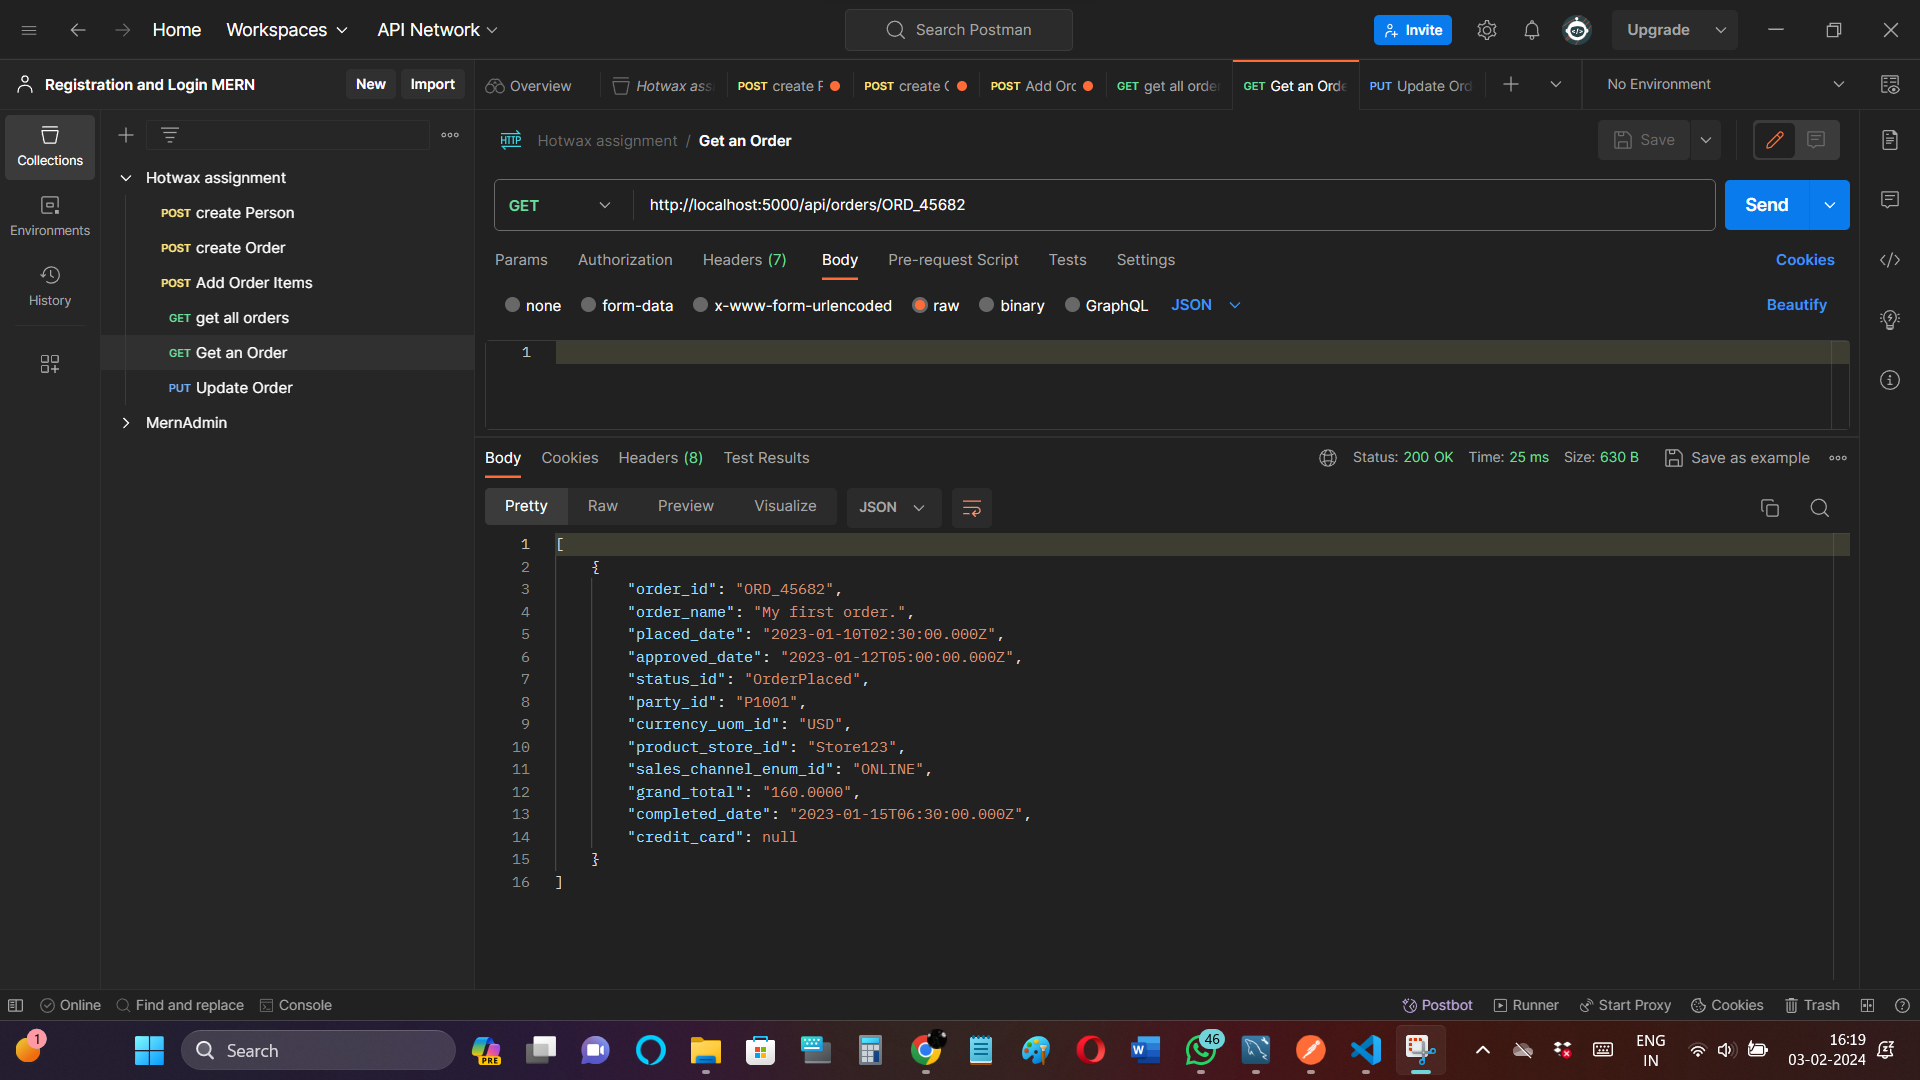 Home
Workspaces
API Network
Search Postman
Invite
Upgrade
Registration and Login MERN
New
Import
Overview
Hotwax ass
POST create P
POST create O
POST Add Orc
GET get all orde
GET Get an Orde
PUT Update Ord
No Environment
Collections
Environments
History
Hotwax assignment
POST create Person
POST create Order
POST Add Order Items
GET get all orders
GET Get an Order
PUT Update Order
MernAdmin
HTTP
Hotwax assignment / Get an Order
Save
GET
http://localhost:5000/api/orders/ORD_45682
Send
Params
Authorization
Headers (7)
Body
Pre-request Script
Tests
Settings
Cookies
none
form-data
x-www-form-urlencoded
raw
binary
GraphQL
JSON
Beautify
1
Body
Cookies
Headers (8)
Test Results
Status: 200 OK
Time: 25 ms
Size: 630 B
Save as example
Pretty
Raw
Preview
Visualize
JSON
1 [
2 {
3 "order_id": "ORD_45682",
4 "order_name": "My first order.",
5 "placed_date": "2023-01-10T02:30:00.000Z",
6 "approved_date": "2023-01-12T05:00:00.000Z",
7 "status_id": "OrderPlaced",
8 "party_id": "P1001",
9 "currency_uom_id": "USD",
10 "product_store_id": "Store123",
11 "sales_channel_enum_id": "ONLINE",
12 "grand_total": "160.0000",
13 "completed_date": "2023-01-15T06:30:00.000Z",
14 "credit_card": null
15 }
16 ]
Online
Find and replace
Console
Postbot
Runner
Start Proxy
Cookies
Trash
1
Search
PRE
46
ENG
IN
16:19
03-02-2024